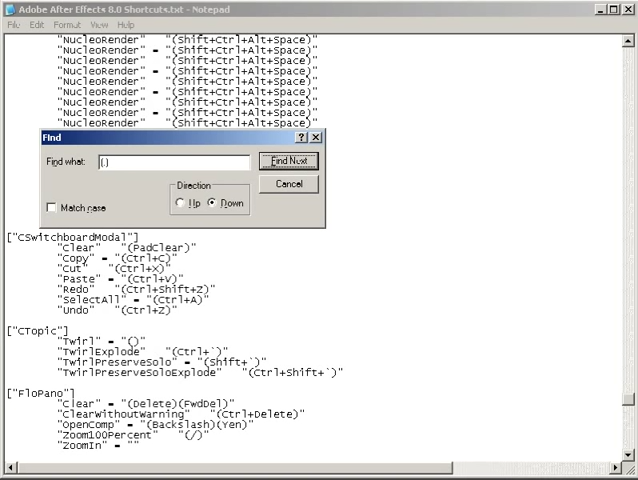 Adobe After Effects 8.0 Shortcuts.txt - Notepad
File Edit Format View Help
"NucleoRender" "(Shift+Ctrl+Alt+Space)"
"NucleoRender" = "(Shift+Ctrl+Alt+Space)"
"NucleoRender" = "(Shift+Ctrl+Alt+Space)"
"NucleoRender" = "(Shift+Ctrl+Alt+Space)"
"NucleoRender" = "(Shift+Ctrl+Alt+Space)"
"NucleoRender" = "(Shift+Ctrl+Alt+Space)"
"NucleoRender" = "(Shift+Ctrl+Alt+Space)"
"NucleoRender" = "(Shift+Ctrl+Alt+Space)"
"NucleoRender" = "(Shift+Ctrl+Alt+Space)"
Find
Find what: (,)
Find Next
Direction
Cancel
Match case
Up Down
["CSwitchboardModal"]
"Clear" "(PadClear)"
"Copy" = "(Ctrl+C)"
"Cut" "(Ctrl+X)"
"Paste" = "(Ctrl+V)"
"Redo" "(Ctrl+Shift+Z)"
"SelectAll" = "(Ctrl+A)"
"Undo" "(Ctrl+Z)"
["CTopic"]
"Twirl" = "()"
"TwirlExplode" "(Ctrl+`)"
"TwirlPreserveSolo" = "(Shift+`)"
"TwirlPreserveSoloExplode" "(Ctrl+Shift+`)"
["FloPano"]
"Clear" = "(Delete)(FwdDel)"
"ClearWithoutWarning" "(Ctrl+Delete)"
"OpenComp" = "(Backslash)(Yen)"
"Zoom100Percent" "(/)"
"ZoomIn" = ""